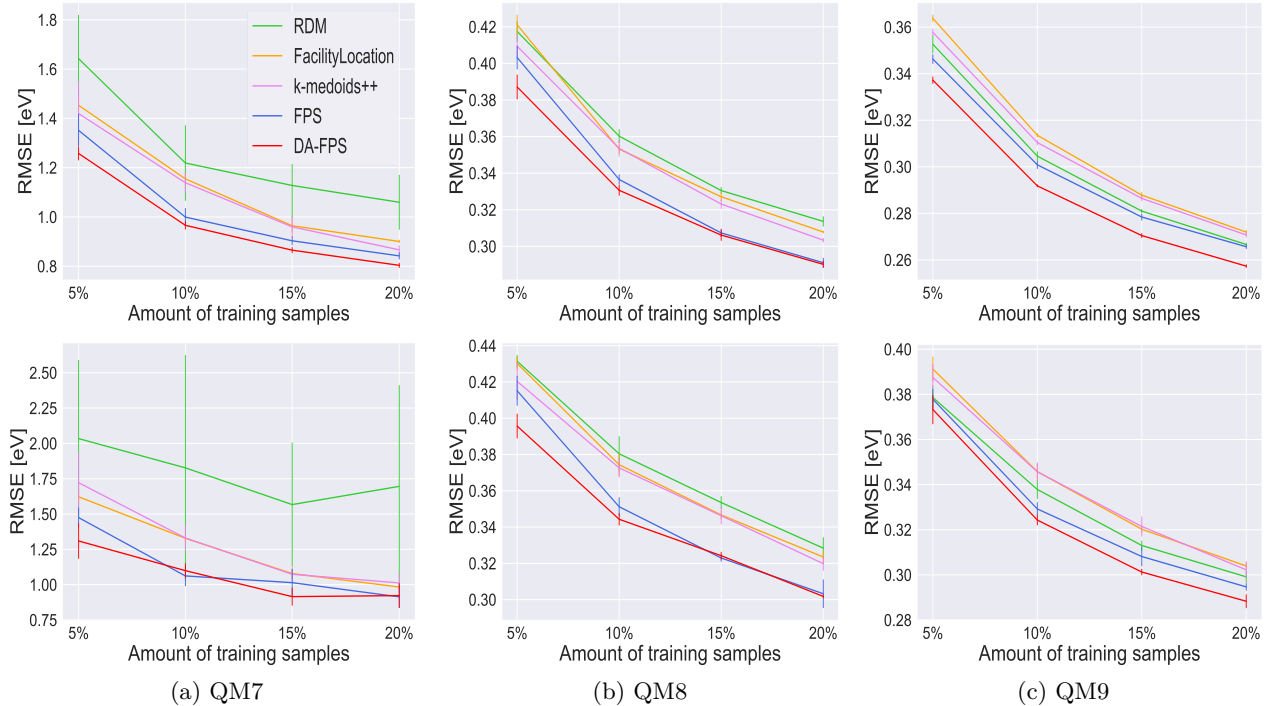 1.8
1.6
1.4
1.2
1.0
0.8
RMSE [eV]
RDM
FacilityLocation
k-medoids++
FPS
DA-FPS
5% 10% 15% 20%
Amount of training samples
0.42
0.40
0.38
0.36
0.34
0.32
0.30
RMSE [eV]
5% 10% 15% 20%
Amount of training samples
0.36
0.34
0.32
0.30
0.28
0.26
RMSE [eV]
5% 10% 15% 20%
Amount of training samples
2.50
2.25
2.00
1.75
1.50
1.25
1.00
0.75
RMSE [eV]
5% 10% 15% 20%
Amount of training samples
(a) QM7
0.44
0.42
0.40
0.38
0.36
0.34
0.32
0.30
RMSE [eV]
5% 10% 15% 20%
Amount of training samples
(b) QM8
0.40
0.38
0.36
0.34
0.32
0.30
0.28
RMSE [eV]
5% 10% 15% 20%
Amount of training samples
(c) QM9